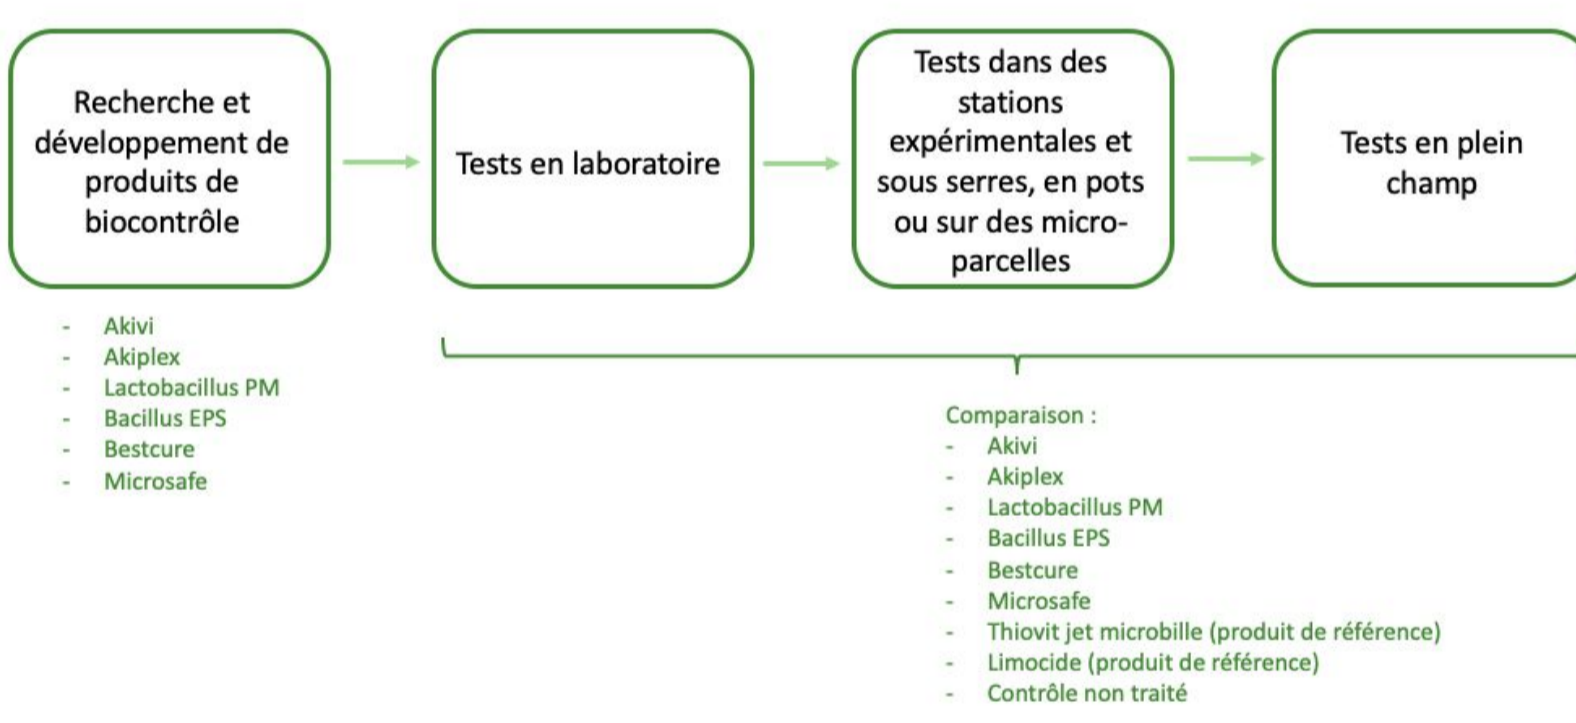 Recherche et
développement de
produits de
biocontrôle
Tests en laboratoire
Tests dans des
stations
expérimentales et
sous serres, en pots
ou sur des micro-
parcelles
Tests en plein
champ
- Akivi
- Akiplex
- Lactobacillus PM
- Bacillus EPS
- Bestcure
- Microsafe
Comparaison :
- Akivi
- Akiplex
- Lactobacillus PM
- Bacillus EPS
- Bestcure
- Microsafe
- Thiovit jet microbille (produit de référence)
- Limocide (produit de référence)
- Contrôle non traité